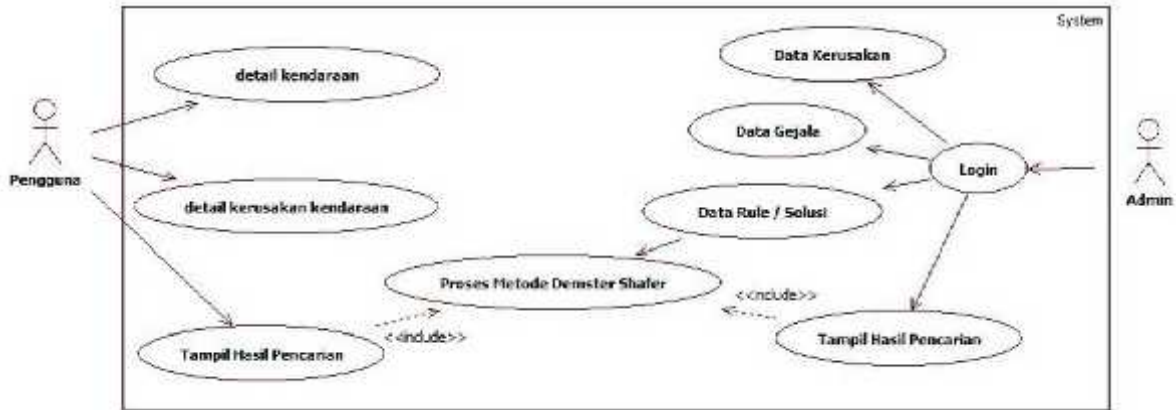 System
Data Kerusakan
detail kendaraan
Data Gejala
Pengguna
Login
Admin
detail kerusakan kendaraan
Data Rule / Solusi
Proses Metode Demster Shafer
<<include>>
<<include>>
Tampil Hasil Pencarian
Tampil Hasil Pencarian